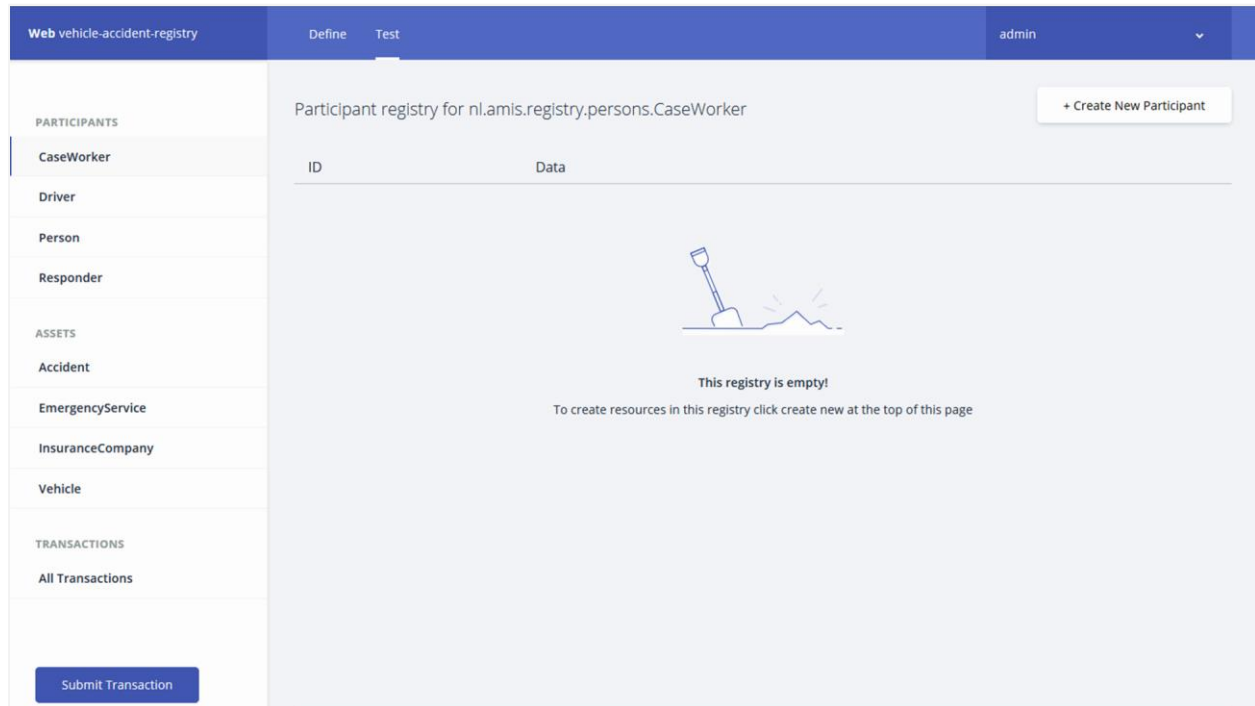 Web vehicle-accident-registry
Define Test
admin
PARTICIPANTS
CaseWorker
Driver
Person
Responder
ASSETS
Accident
EmergencyService
InsuranceCompany
Vehicle
TRANSACTIONS
All Transactions
Submit Transaction
Participant registry for nl.amis.registry.persons.CaseWorker
+ Create New Participant
ID Data
This registry is empty!
To create resources in this registry click create new at the top of this page